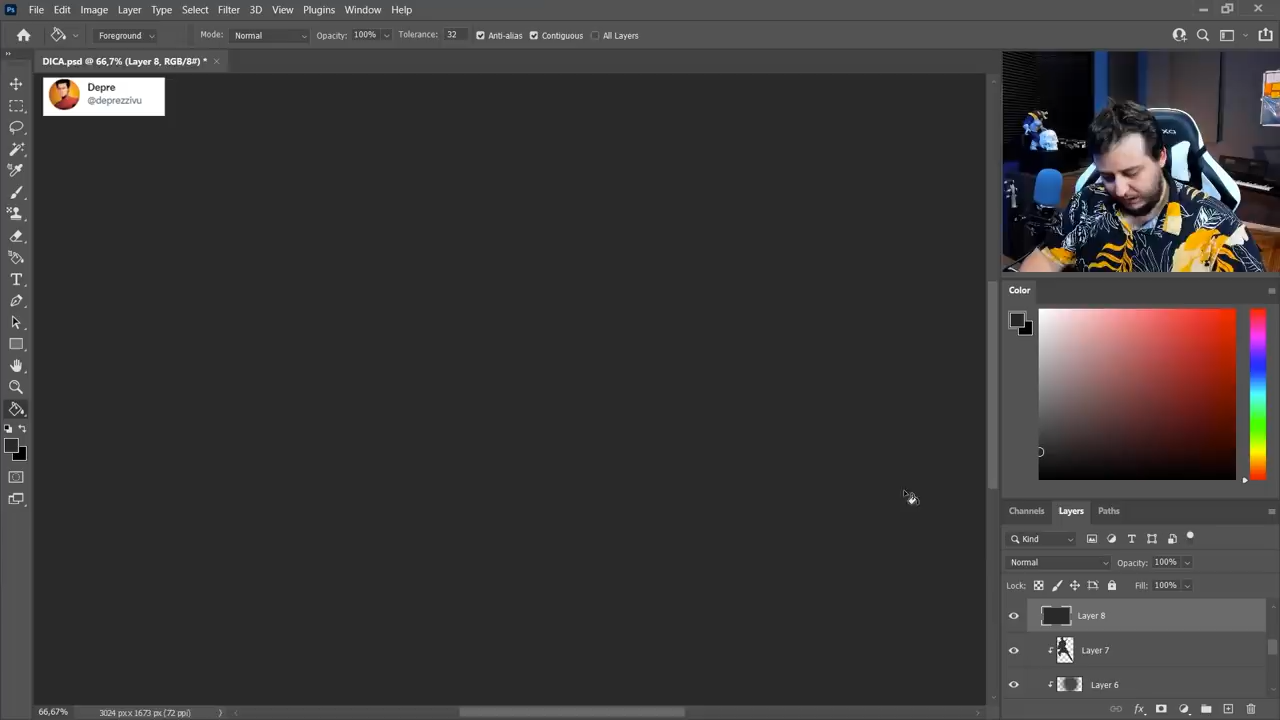 Ps File Edit Image Layer Type Select Filter 3D View Plugins Window Help
Foreground Mode: Normal Opacity: 100% Tolerance: 32 Anti-alias Contiguous All Layers
DICA.psd @ 66,7% (Layer 8, RGB/8#) *
Depre
@deprezzivu
Color
Channels Layers Paths
Kind
Normal Opacity: 100%
Lock: Fill: 100%
Layer 8
Layer 7
Layer 6
66,67% 3024 px x 1673 px (72 ppi)